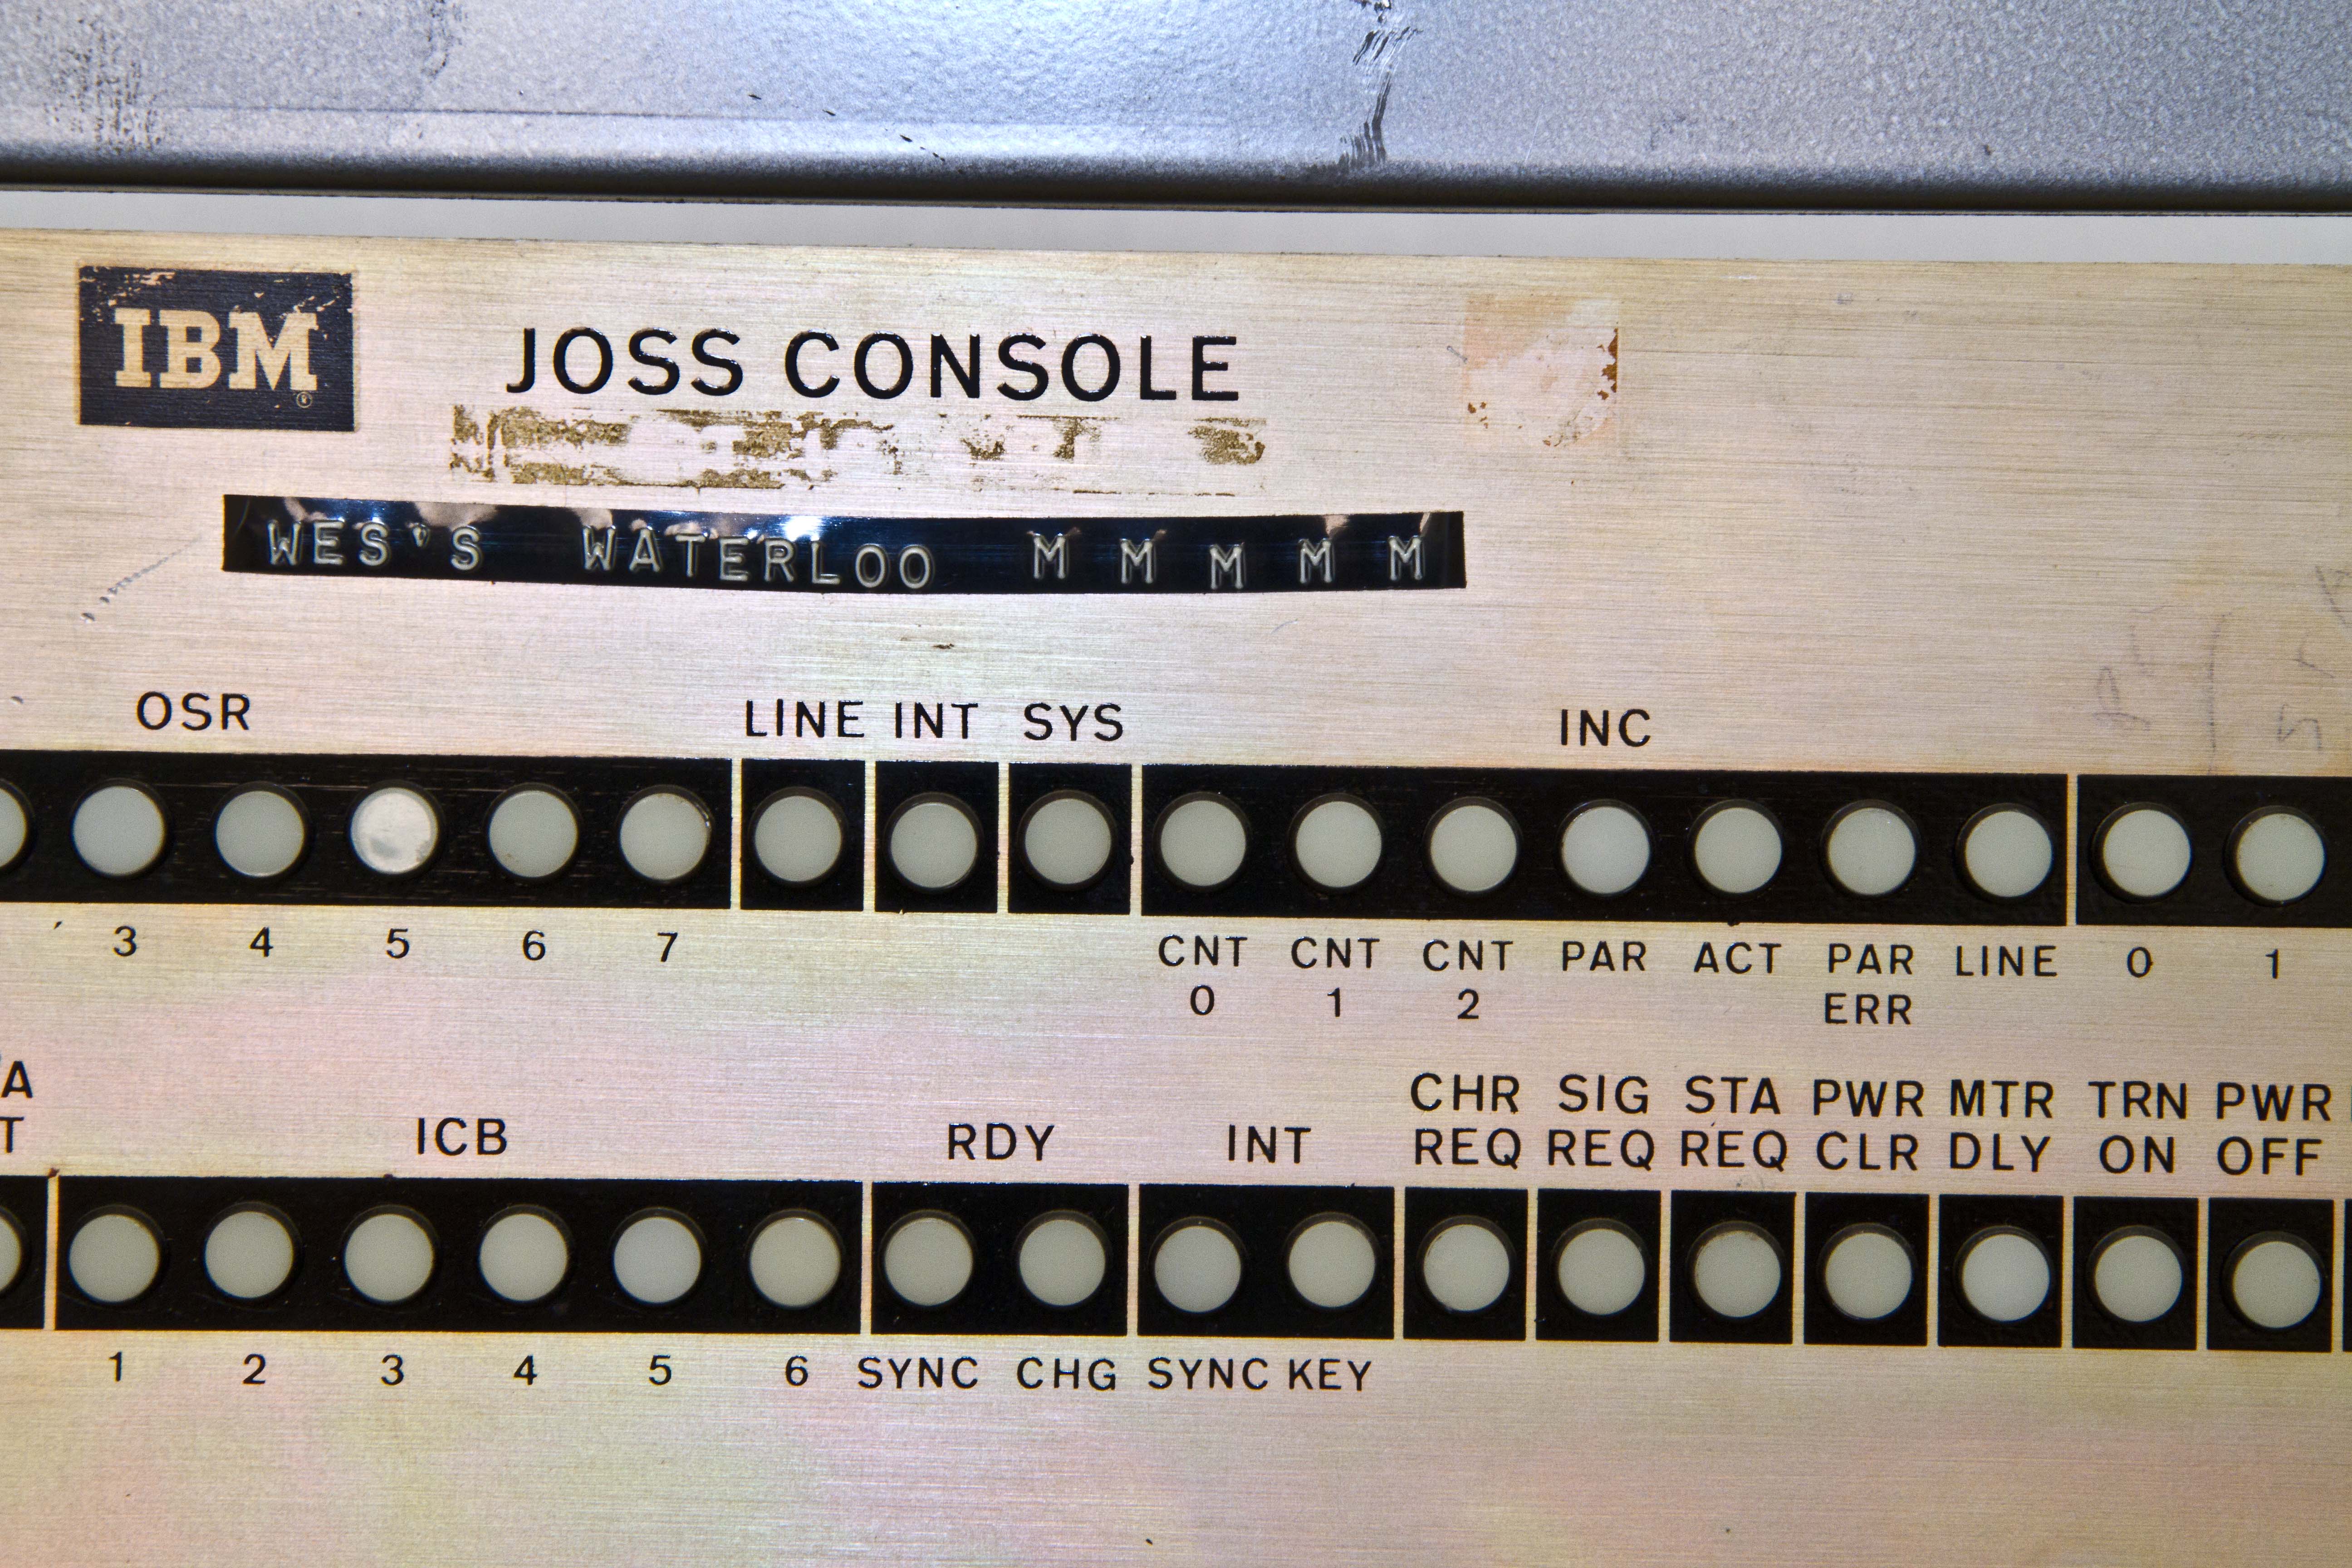 IBM ®
JOSS CONSOLE
WES'S WATERLOO M M M M M
OSR LINE INT SYS INC
3 4 5 6 7 CNT CNT CNT PAR ACT PAR LINE 0 1
0 1 2 ERR
A CHR SIG STA PWR MTR TRN PWR
T ICB RDY INT REQ REQ REQ CLR DLY ON OFF
1 2 3 4 5 6 SYNC CHG SYNC KEY